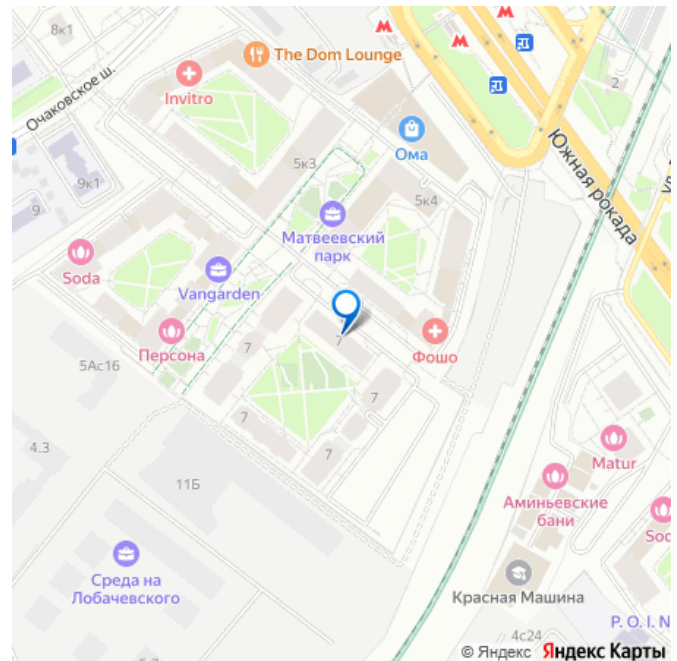 8к1
M
M
M
The Dom Lounge
Invitro
2
Очаковское ш.
Ома
Южная рокада
5к3
9к1
5к4
9
Матвеевский
парк
Soda
Vangarden
7
Фошо
Персона
7
5Ас16
7
7
7
4.3
11Б
Matur
Аминьевские
бани
Среда на
Лобачевского
Красная Машина
4с24
P. O. I. N
© Яндекс Яндекс Карты